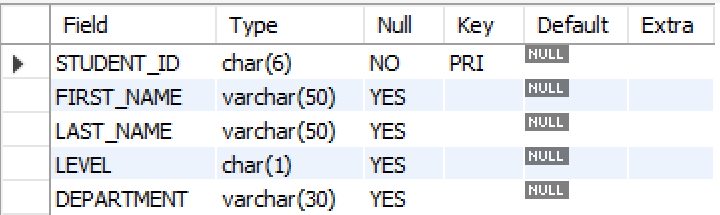 Field Type Null Key Default Extra
STUDENT_ID char(6) NO PRI NULL
FIRST_NAME varchar(50) YES NULL
LAST_NAME varchar(50) YES NULL
LEVEL char(1) YES NULL
DEPARTMENT varchar(30) YES NULL